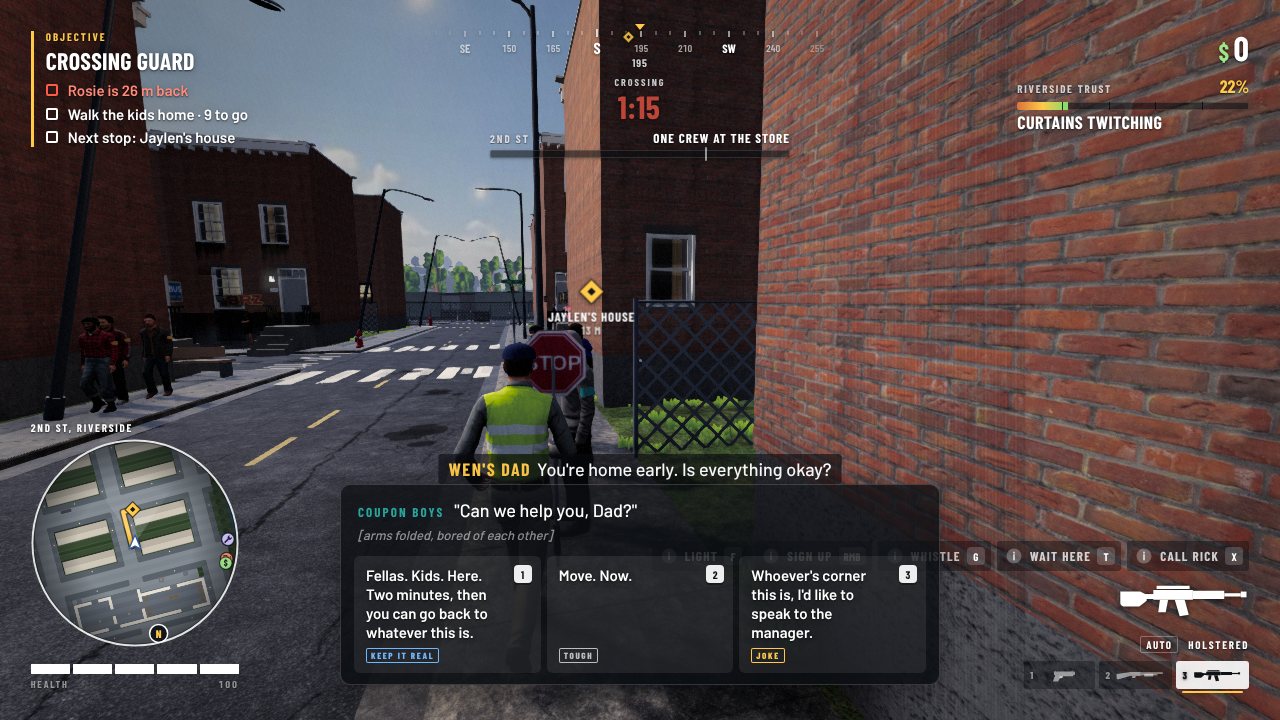 OBJECTIVE
CROSSING GUARD
Rosie is 26 m back
Walk the kids home · 9 to go
Next stop: Jaylen's house
SE 150 165 S 195 210 SW 240 255
195
CROSSING
1:15
2ND ST ONE CREW AT THE STORE
$ 0
RIVERSIDE TRUST 22%
CURTAINS TWITCHING
BUS
JAYLEN'S HOUSE
13 M
STOP
2ND ST, RIVERSIDE
$
N
HEALTH 100
WEN'S DAD You're home early. Is everything okay?
COUPON BOYS "Can we help you, Dad?"
[arms folded, bored of each other]
Fellas. Kids. Here. 1
Two minutes, then
you can go back to
whatever this is.
KEEP IT REAL
Move. Now. 2
TOUGH
Whoever's corner 3
this is, I'd like to
speak to the
manager.
JOKE
LIGHT F SIGN UP RMB WHISTLE G WAIT HERE T CALL RICK X
AUTO HOLSTERED
1 2 3